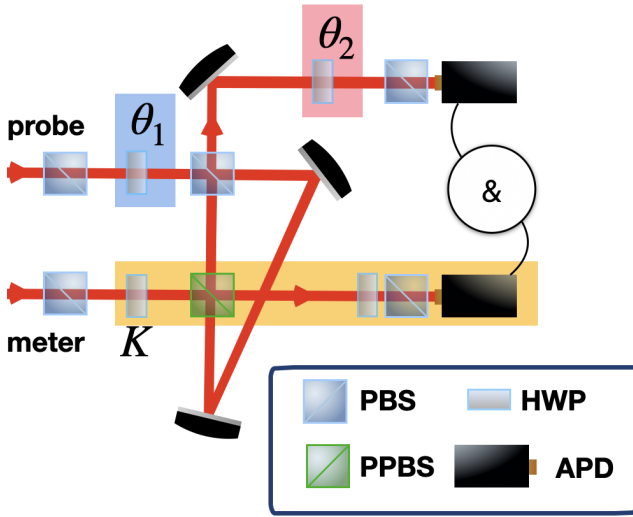 θ₂
θ₁
probe
&
meter
K
PBS
HWP
PPBS
APD